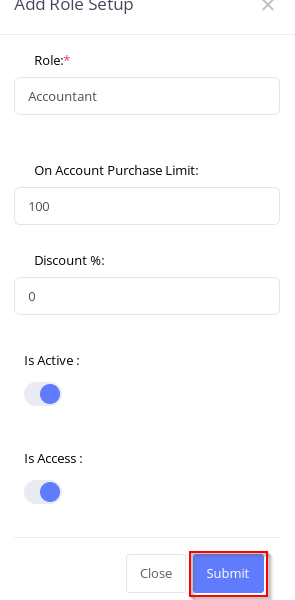 Add Role Setup
Role:*
Accountant
On Account Purchase Limit:
100
Discount %:
0
Is Active :
Is Access :
Close
Submit